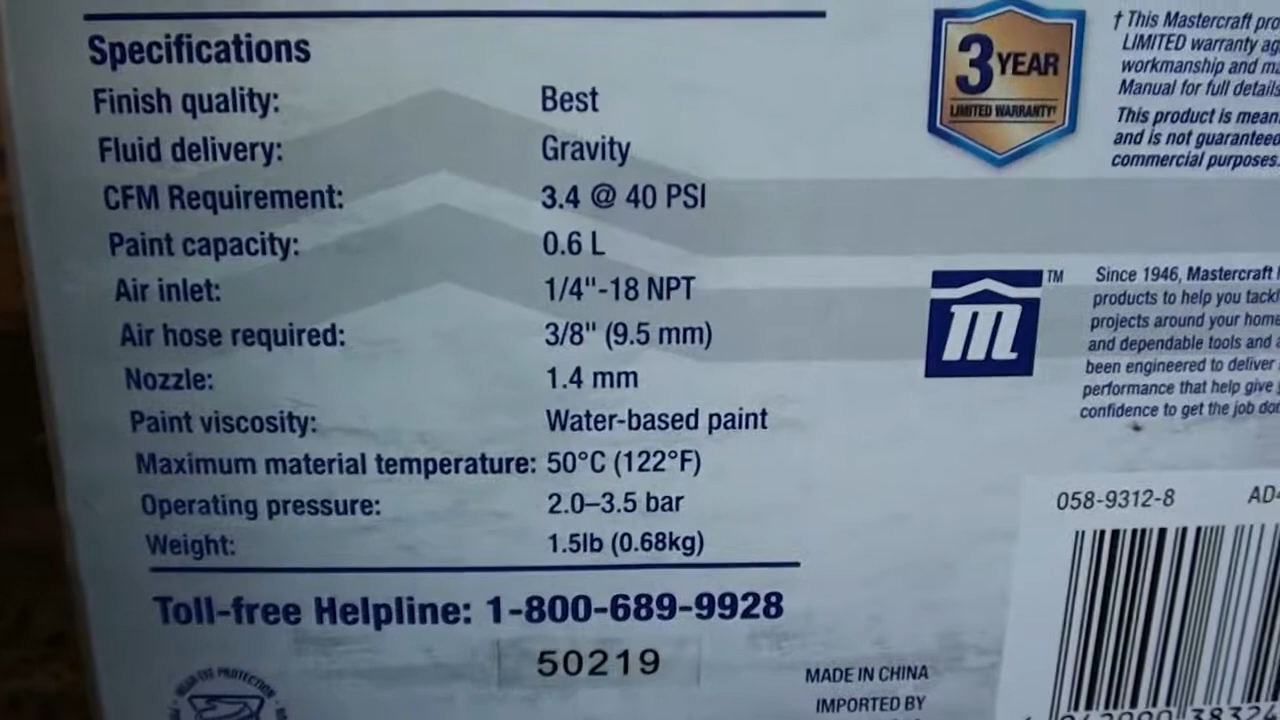 Specifications
Finish quality: Best
Fluid delivery: Gravity
CFM Requirement: 3.4 @ 40 PSI
Paint capacity: 0.6 L
Air inlet: 1/4"-18 NPT
Air hose required: 3/8" (9.5 mm)
Nozzle: 1.4 mm
Paint viscosity: Water-based paint
Maximum material temperature: 50°C (122°F)
Operating pressure: 2.0–3.5 bar
Weight: 1.5lb (0.68kg)
Toll-free Helpline: 1-800-689-9928
50219
3 YEAR
LIMITED WARRANTY†
† This Mastercraft
LIMITED warranty
workmanship and
Manual for full details
This product is
and is not guaranteed
commercial purposes.
m
TM
Since 1946, Mastercraft
products to help you
projects around your home
and dependable tools and
been engineered to deliver
performance that help give
confidence to get the job
058-9312-8
MADE IN CHINA
IMPORTED BY
PROTECTION